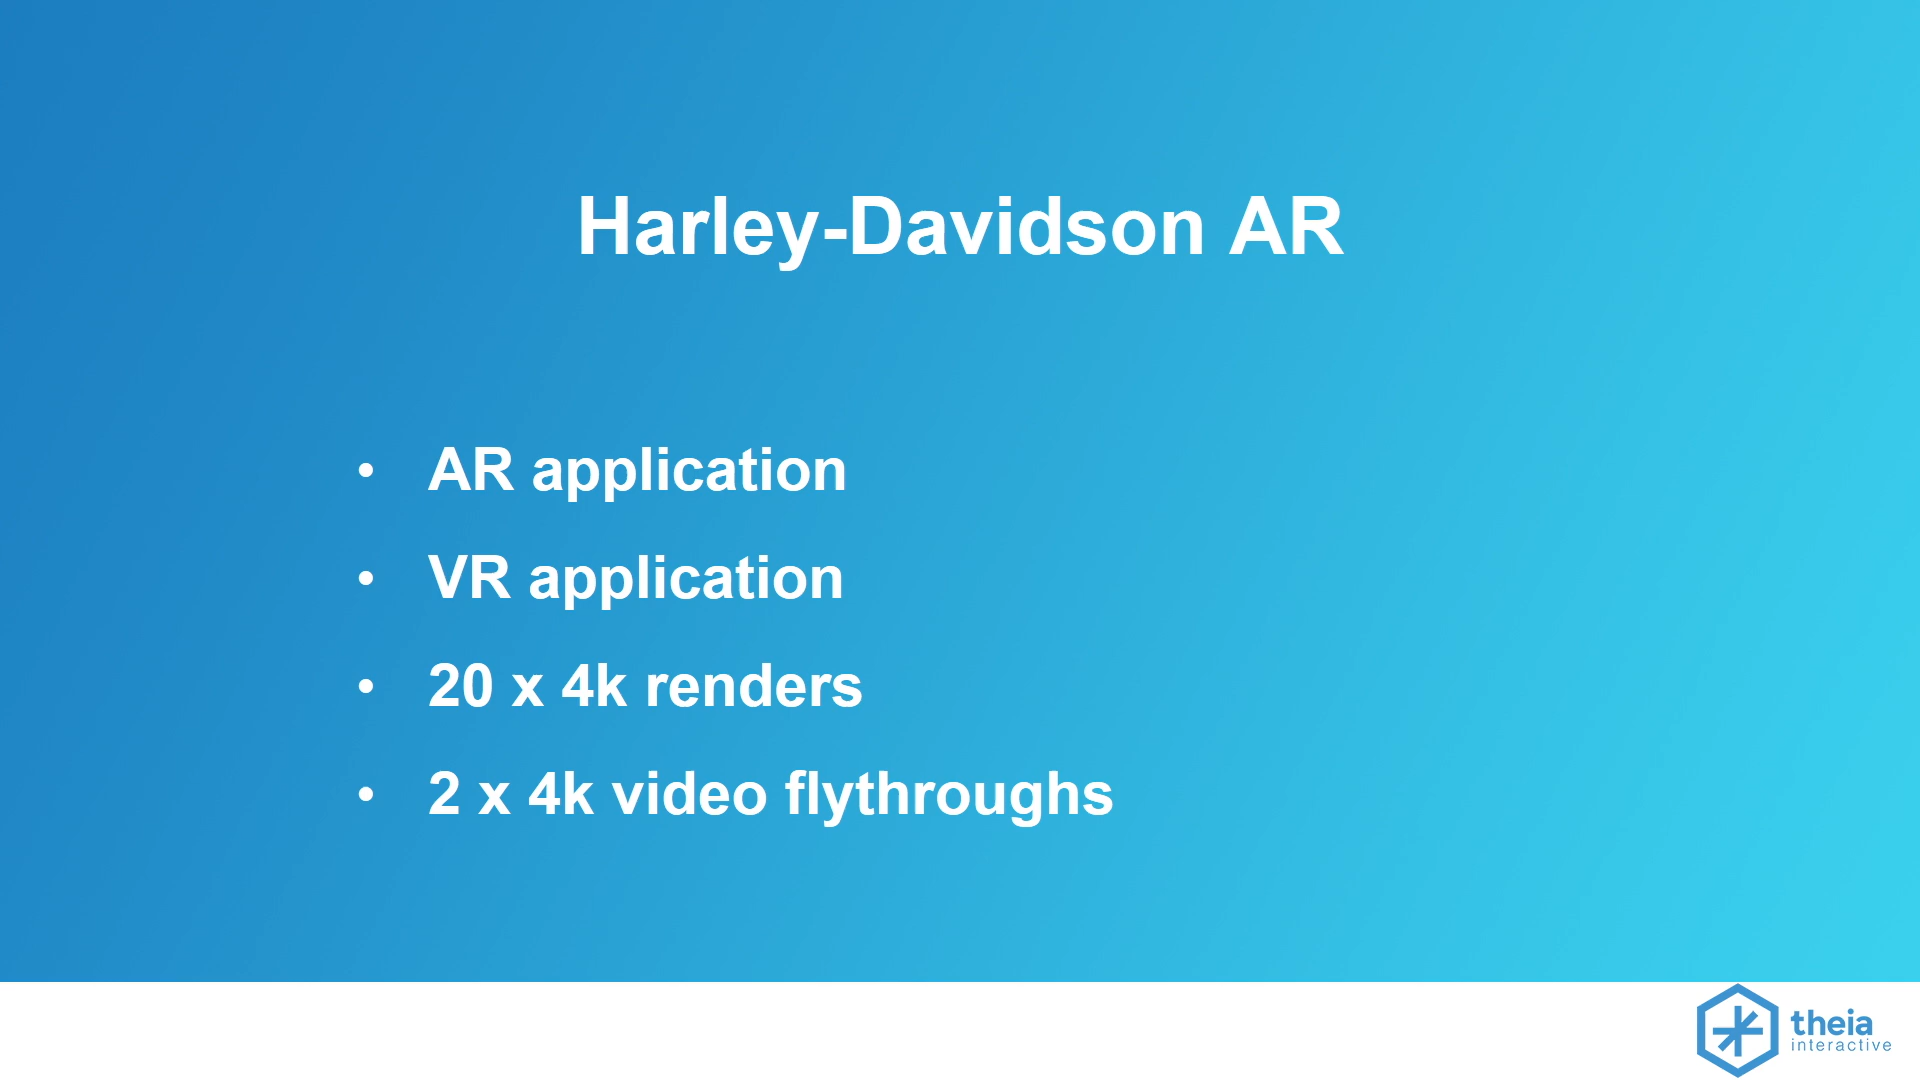 Harley-Davidson AR
• AR application
• VR application
• 20 x 4k renders
• 2 x 4k video flythroughs
theia
interactive